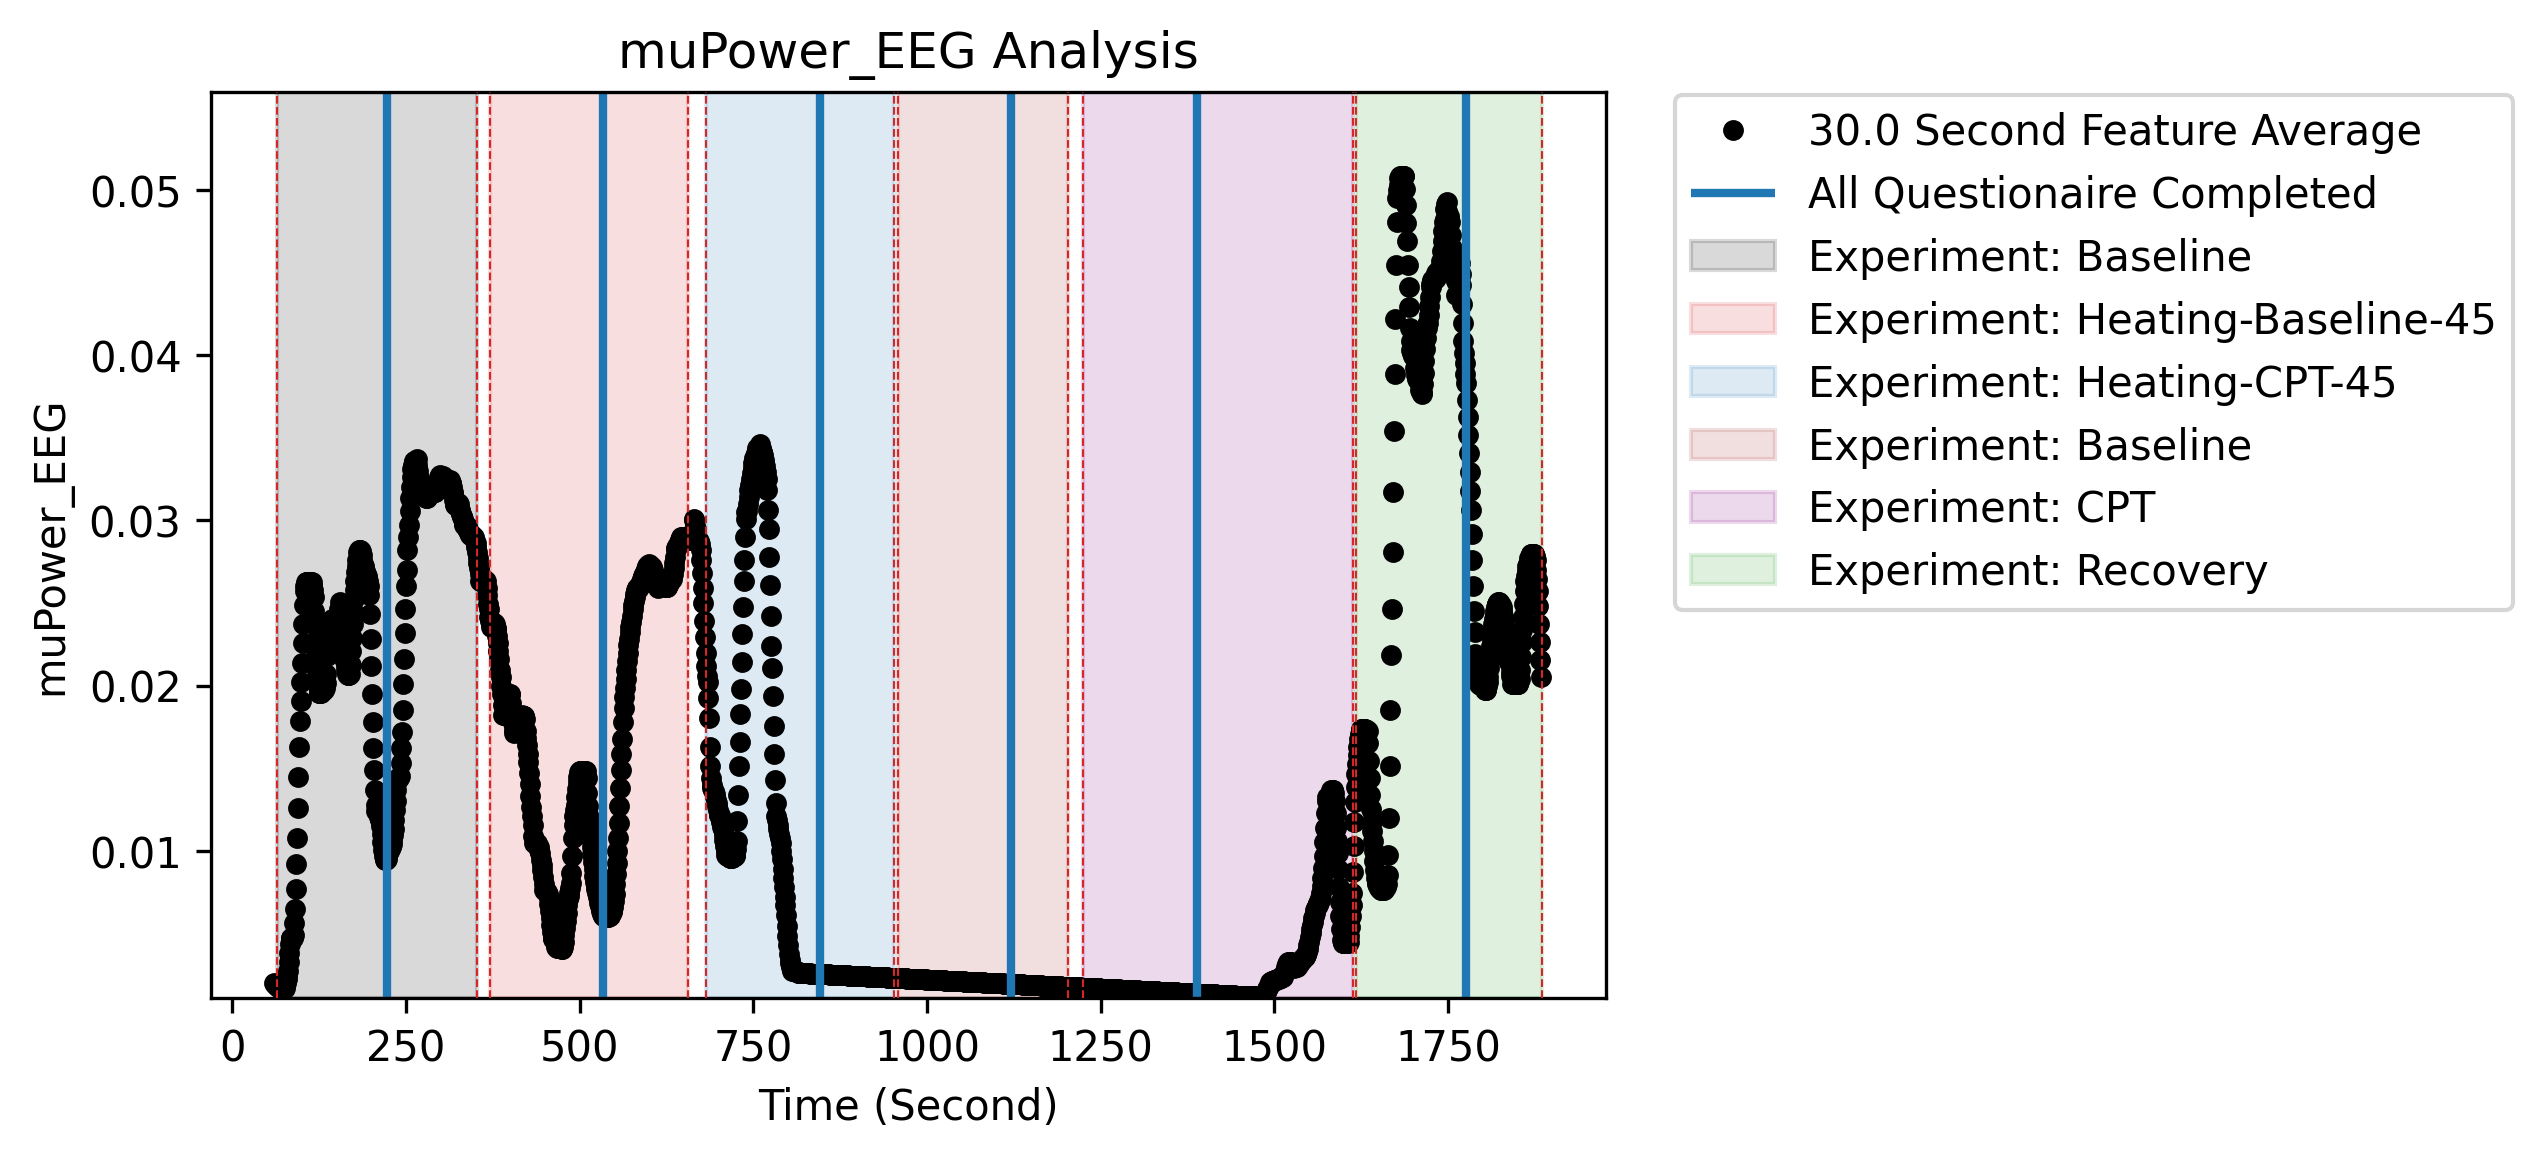 muPower_EEG Analysis
muPower_EEG
0.05
0.04
0.03
0.02
0.01
0
250
500
750
1000
1250
1500
1750
Time (Second)
30.0 Second Feature Average
All Questionaire Completed
Experiment: Baseline
Experiment: Heating-Baseline-45
Experiment: Heating-CPT-45
Experiment: Baseline
Experiment: CPT
Experiment: Recovery